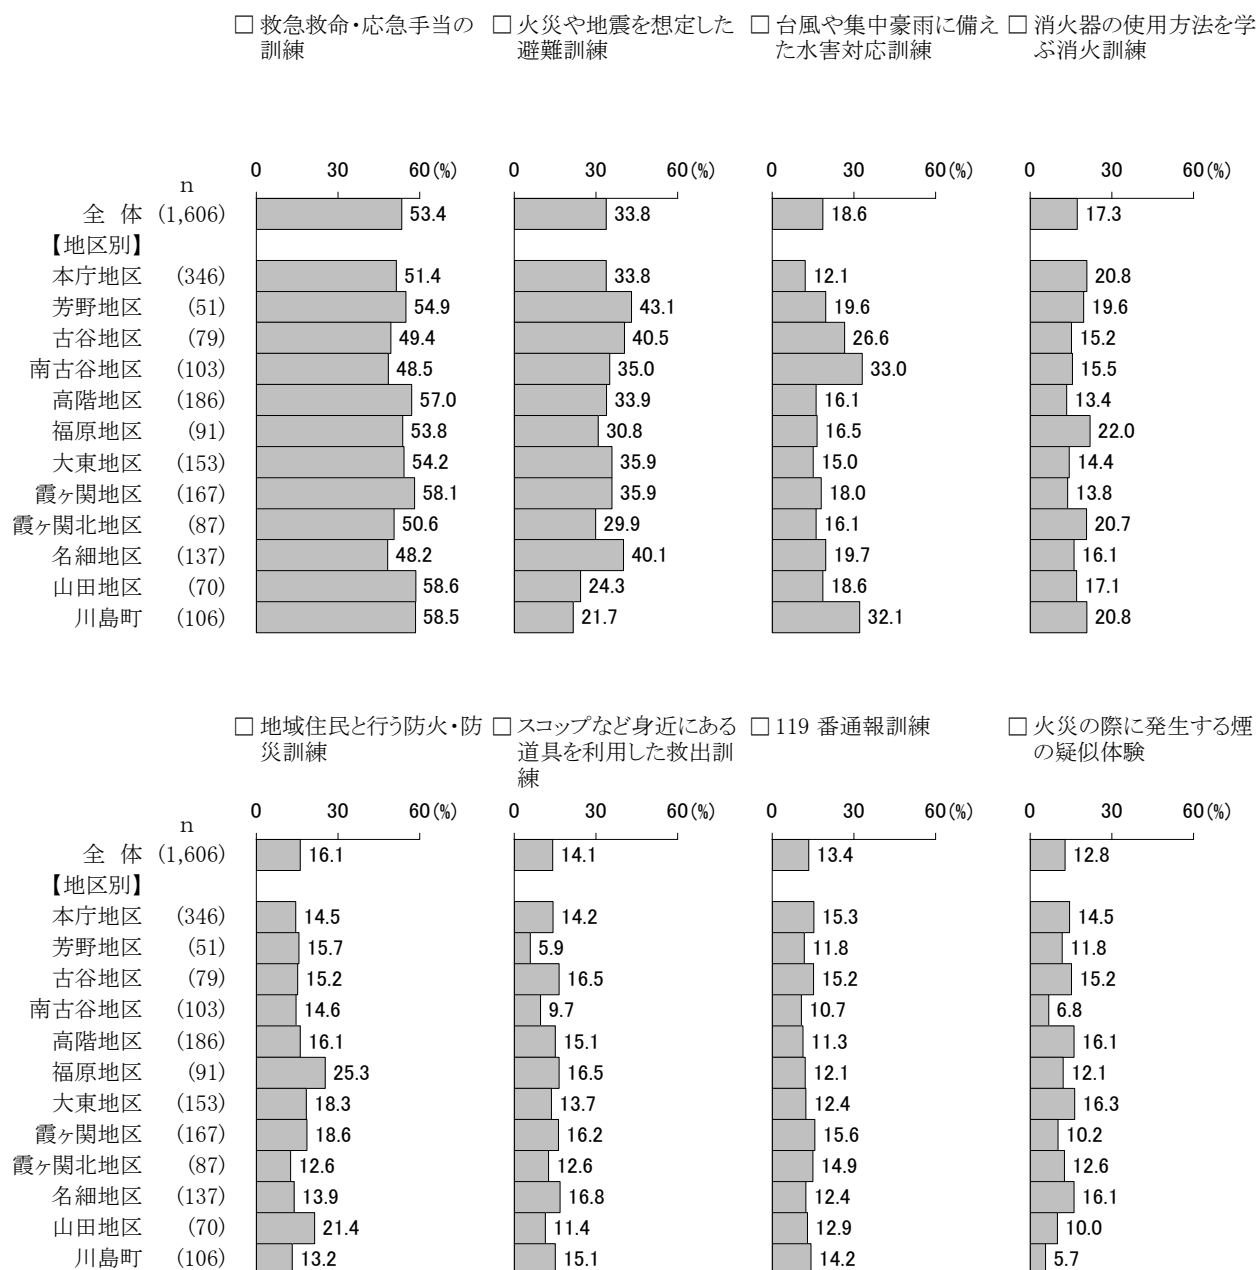 □ 救急救命・応急手当の訓練 □ 火災や地震を想定した避難訓練 □ 台風や集中豪雨に備えた水害対応訓練 □ 消火器の使用方法を学ぶ消火訓練
0 30 60(%) 0 30 60(%) 0 30 60(%) 0 30 60(%)
n
全 体 (1,606) 53.4 33.8 18.6 17.3
【地区別】
本庁地区 (346) 51.4 33.8 12.1 20.8
芳野地区 (51) 54.9 43.1 19.6 19.6
古谷地区 (79) 49.4 40.5 26.6 15.2
南古谷地区 (103) 48.5 35.0 33.0 15.5
高階地区 (186) 57.0 33.9 16.1 13.4
福原地区 (91) 53.8 30.8 16.5 22.0
大東地区 (153) 54.2 35.9 15.0 14.4
霞ヶ関地区 (167) 58.1 35.9 18.0 13.8
霞ヶ関北地区 (87) 50.6 29.9 16.1 20.7
名細地区 (137) 48.2 40.1 19.7 16.1
山田地区 (70) 58.6 24.3 18.6 17.1
川島町 (106) 58.5 21.7 32.1 20.8
□ 地域住民と行う防火・防災訓練 □ スコップなど身近にある道具を利用した救出訓練 □ 119 番通報訓練 □ 火災の際に発生する煙の疑似体験
0 30 60(%) 0 30 60(%) 0 30 60(%) 0 30 60(%)
n
全 体 (1,606) 16.1 14.1 13.4 12.8
【地区別】
本庁地区 (346) 14.5 14.2 15.3 14.5
芳野地区 (51) 15.7 5.9 11.8 11.8
古谷地区 (79) 15.2 16.5 15.2 15.2
南古谷地区 (103) 14.6 9.7 10.7 6.8
高階地区 (186) 16.1 15.1 11.3 16.1
福原地区 (91) 25.3 16.5 12.1 12.1
大東地区 (153) 18.3 13.7 12.4 16.3
霞ヶ関地区 (167) 18.6 16.2 15.6 10.2
霞ヶ関北地区 (87) 12.6 12.6 14.9 12.6
名細地区 (137) 13.9 16.8 12.4 16.1
山田地区 (70) 21.4 11.4 12.9 10.0
川島町 (106) 13.2 15.1 14.2 5.7